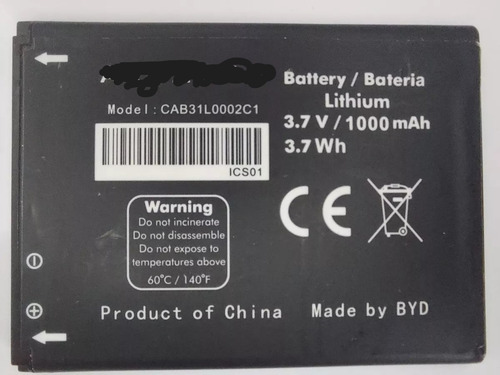 Battery / Bateria
Lithium
Model: CAB31L0002C1
3.7 V / 1000 mAh
3.7 Wh
ICS01
Warning
Do not incinerate
Do not disassemble
Do not expose to
temperatures above
60°C / 140°F
CE
Product of China
Made by BYD